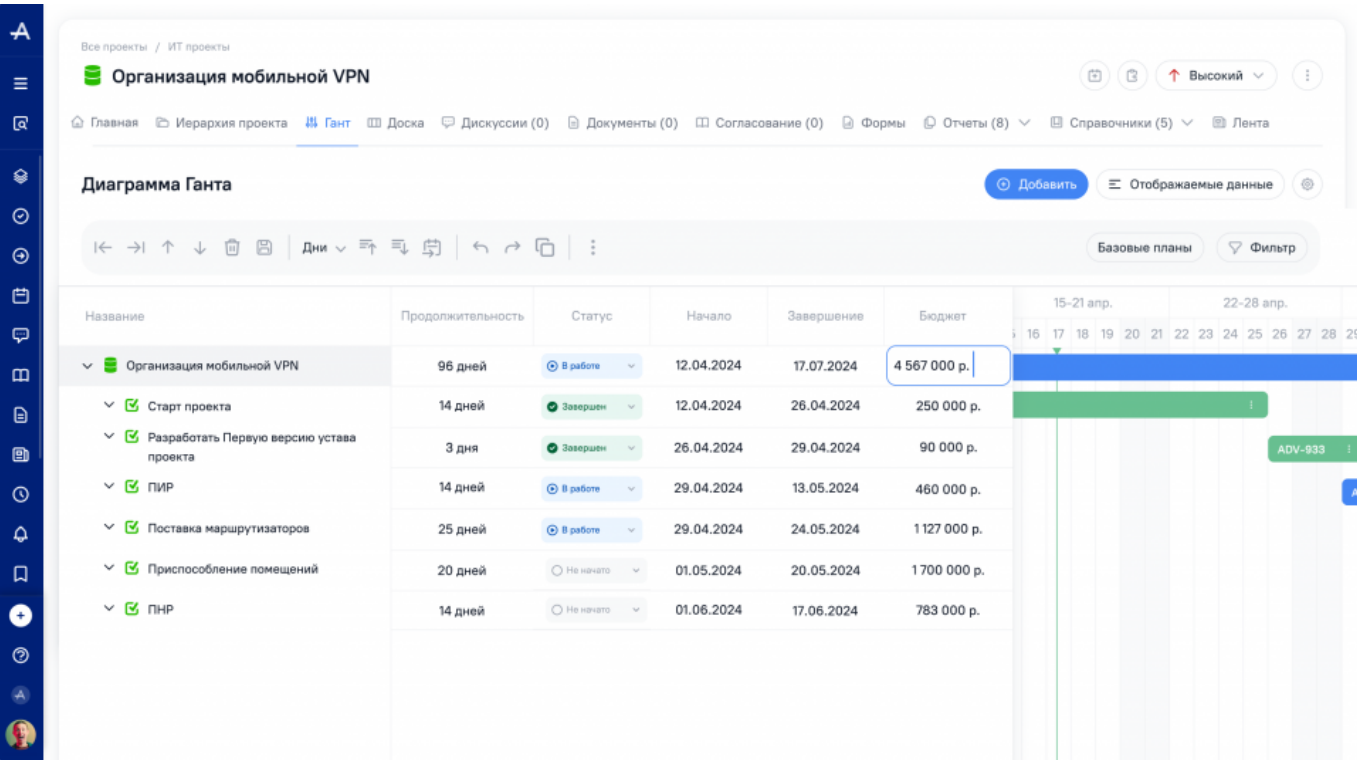 Все проекты / ИТ проекты
Организация мобильной VPN
Высокий
Главная Иерархия проекта Гант Доска Дискуссии (0) Документы (0) Согласование (0) Формы Отчеты (8) Справочники (5) Лента
Диаграмма Ганта
Добавить Отображаемые данные
Дни Базовые планы Фильтр
Название Продолжительность Статус Начало Завершение Бюджет
15-21 апр. 22-28 апр.
16 17 18 19 20 21 22 23 24 25 26 27 28 29
Организация мобильной VPN 96 дней В работе 12.04.2024 17.07.2024 4 567 000 р.
Старт проекта 14 дней Завершен 12.04.2024 26.04.2024 250 000 р.
Разработать Первую версию устава
проекта 3 дня Завершен 26.04.2024 29.04.2024 90 000 р. ADV-933
ПИР 14 дней В работе 29.04.2024 13.05.2024 460 000 р.
Поставка маршрутизаторов 25 дней В работе 29.04.2024 24.05.2024 1 127 000 р.
Приспособление помещений 20 дней Не начато 01.05.2024 20.05.2024 1 700 000 р.
ПНР 14 дней Не начато 01.06.2024 17.06.2024 783 000 р.